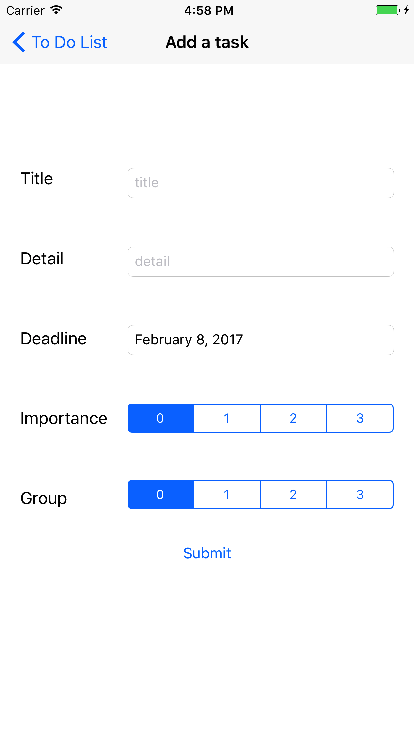 Carrier 4:58 PM
To Do List Add a task
Title title
Detail detail
Deadline February 8, 2017
Importance 0 1 2 3
Group 0 1 2 3
Submit